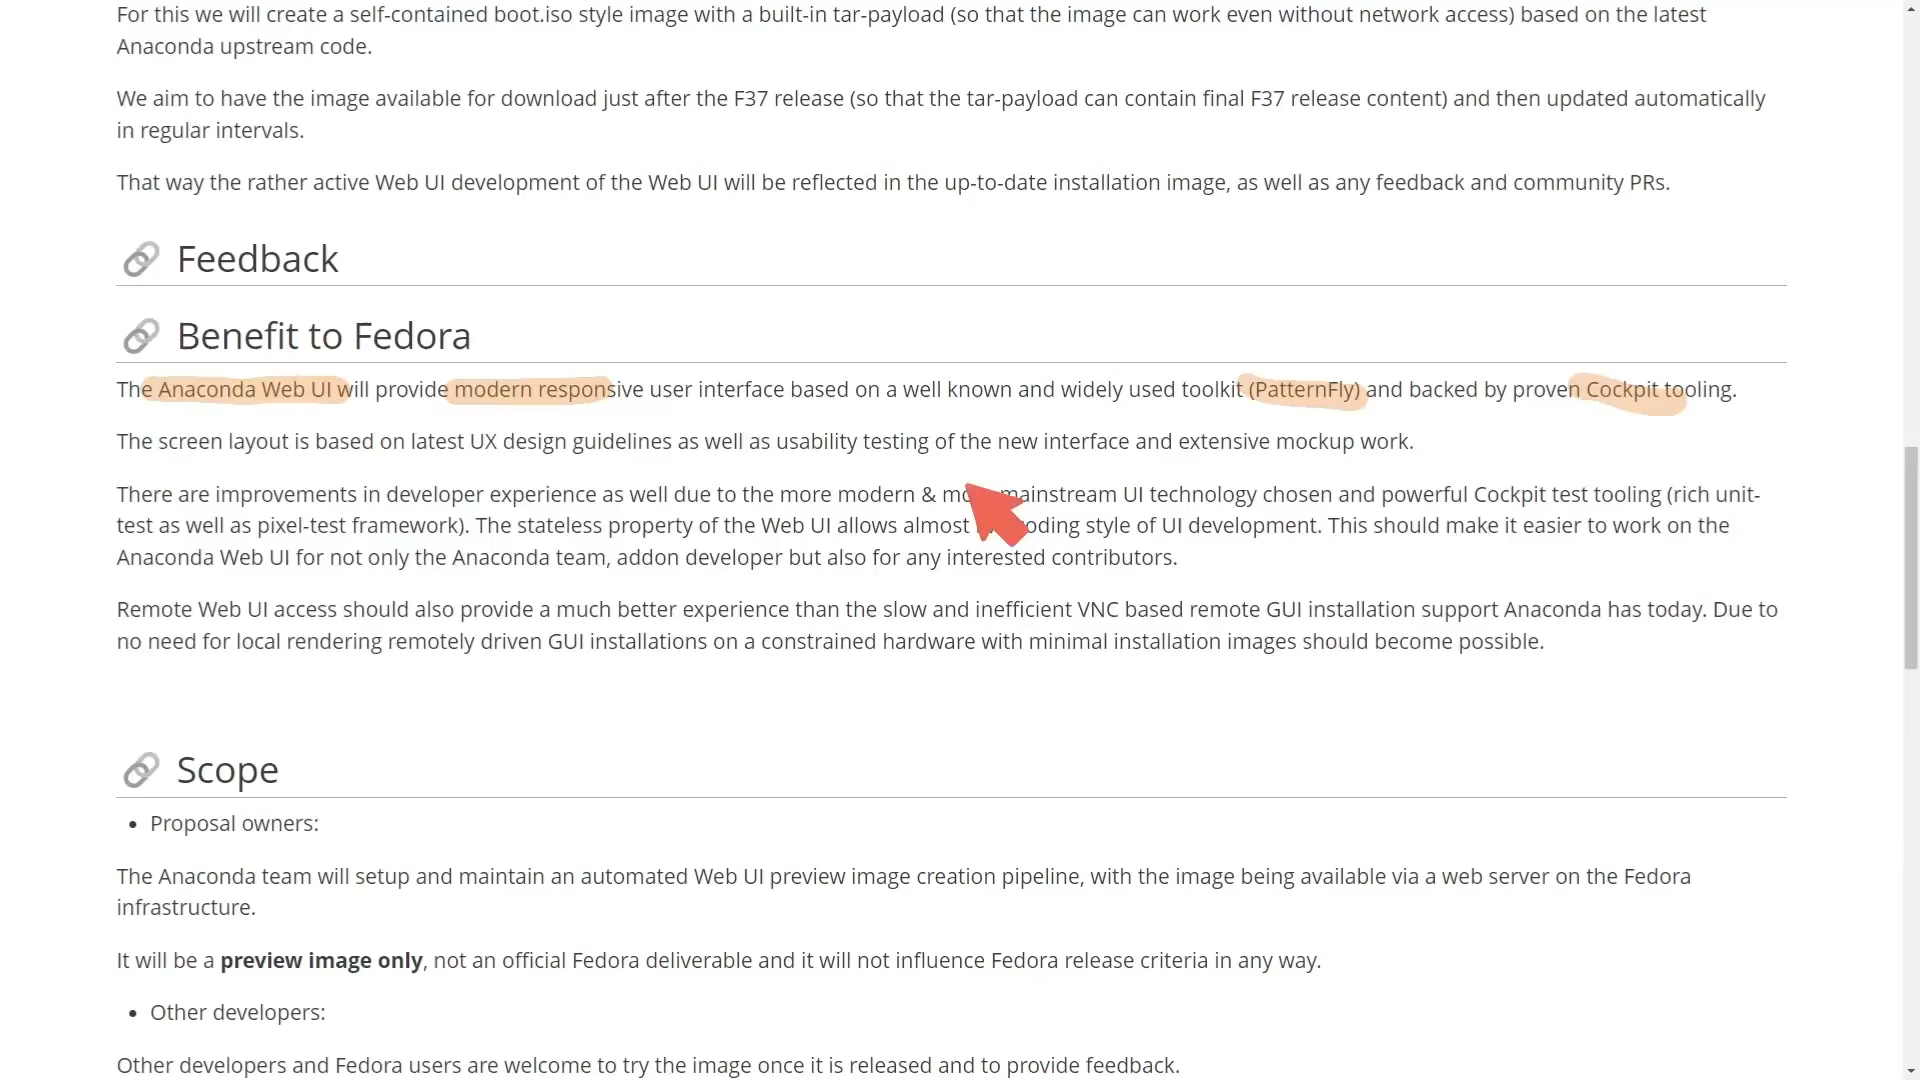 For this we will create a self-contained boot.iso style image with a built-in tar-payload (so that the image can work even without network access) based on the latest
Anaconda upstream code.
We aim to have the image available for download just after the F37 release (so that the tar-payload can contain final F37 release content) and then updated automatically
in regular intervals.
That way the rather active Web UI development of the Web UI will be reflected in the up-to-date installation image, as well as any feedback and community PRs.
Feedback
Benefit to Fedora
The Anaconda Web UI will provide modern responsive user interface based on a well known and widely used toolkit (PatternFly) and backed by proven Cockpit tooling.
The screen layout is based on latest UX design guidelines as well as usability testing of the new interface and extensive mockup work.
There are improvements in developer experience as well due to the more modern & mainstream UI technology chosen and powerful Cockpit test tooling (rich unit-
test as well as pixel-test framework). The stateless property of the Web UI allows almost style of UI development. This should make it easier to work on the
Anaconda Web UI for not only the Anaconda team, addon developer but also for any interested contributors.
Remote Web UI access should also provide a much better experience than the slow and inefficient VNC based remote GUI installation support Anaconda has today. Due to
no need for local rendering remotely driven GUI installations on a constrained hardware with minimal installation images should become possible.
Scope
• Proposal owners:
The Anaconda team will setup and maintain an automated Web UI preview image creation pipeline, with the image being available via a web server on the Fedora
infrastructure.
It will be a preview image only, not an official Fedora deliverable and it will not influence Fedora release criteria in any way.
• Other developers:
Other developers and Fedora users are welcome to try the image once it is released and to provide feedback.